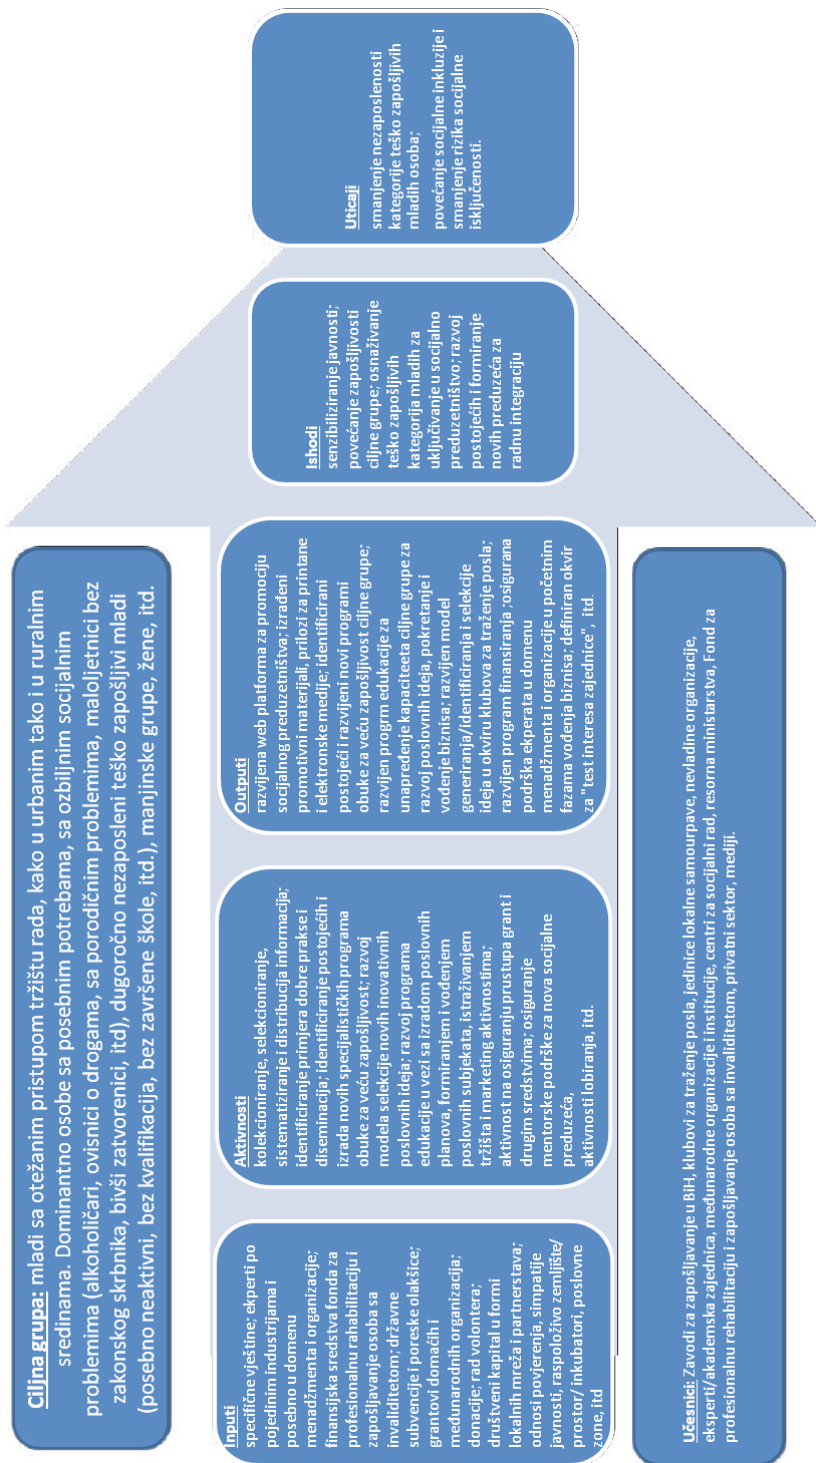 Ciljna grupa: mladi sa otežanim pristupom tržištu rada, kako u urbanim tako i u ruralnim
sredinama. Dominantno osobe sa posebnim potrebama, sa ozbiljnim socijalnim
problemima (alkoholičari, ovisnici o drogama, sa porodičnim problemima, maloljetnici bez
zakonskog skrbnika, bivši zatvorenici, itd), dugoročno nezaposleni teško zapošljivi mladi
(posebno neaktivni, bez kvalifikacija, bez završene škole, itd.), manjinske grupe, žene, itd.
Inputi
specifične vještine; eksperti po
pojedinim industrijama i
posebno u domenu
menadžmenta i organizacije;
finansijska sredstva fonda za
profesionalnu rahabilitaciju i
zapošljavanje osoba sa
invaliditetom; državne
subvencije i poreske olakšice;
grantovi domaćih i
međunarodnih organizacija;
donacije; rad volontera;
društveni kapital u formi
lokalnih mreža i partnerstava;
odnosi povjerenja, simpatije
javnosti, raspoloživo zemljište/
prostor/ inkubatori, poslovne
zone, itd
Aktivnosti
kolekcioniranje, selekcioniranje,
sistematiziranje i distribucija informacija;
identificiranje primjera dobre prakse i
diseminacija; identificiranje postojećih i
izrada novih specijalističkih programa
obuke za veću zapošljivost; razvoj
modela selekcije novih inovativnih
poslovnih ideja; razvoj programa
edukacije u vezi sa izradom poslovnih
planova, formiranjem i vođenjem
poslovnih subjekata, istraživanjem
tržišta i marketing aktivnostima;
aktivnost na osiguranju prustupa grant i
drugim sredstvima; osiguranje
mentorske podrške za nova socijalne
preduzeća,
aktivnosti lobiranja, itd.
Outputi
razvijena web platforma za promociju
socijalnog preduzetništva; izrađeni
promotivni materijali, prilozi za printane
i elektronske medije; identificirani
postojeći i razvijeni novi programi
obuke za veću zapošljivost ciljne grupe;
razvijen progrm edukacije za
unapređenje kapaciteeta ciljne grupe za
razvoj poslovnih ideja, pokretanje i
vođenje biznisa; razvijen model
generiranja/identificiranja i selekcije
ideja u okviru klubova za traženje posla;
razvijen program finansiranja ;osigurana
podrška ekperata u domenu
menadžmenta i organizacije u početnim
fazama vođenja biznisa; definiran okvir
za "test interesa zajednice", itd.
Ishodi
senzibiliziranje javnosti;
povećanje zapošljivosti
ciljne grupe; osnaživanje
teško zapošljivih
kategorija mladih za
uključivanje u socijalno
preduzetništvo; razvoj
postojećih i formiranje
novih preduzeća za
radnu integraciju
Uticaji
smanjenje nezaposlenosti
kategorije teško zapošljivih
mladih osoba;
povećanje socijalne inkluzije i
smanjenje rizika socijalne
isključenosti.
Učesnici: Zavodi za zapošljavanje u BiH, klubovi za traženje posla, jedinice lokalne samourpave, nevladine organizacije,
eksperti/akademska zajednica, međunarodne organizacije i institucije, centri za socijalni rad, resorna ministarstva, Fond za
profesionalnu rehabilitaciju i zapošljavanje osoba sa invaliditetom, privatni sektor, mediji.